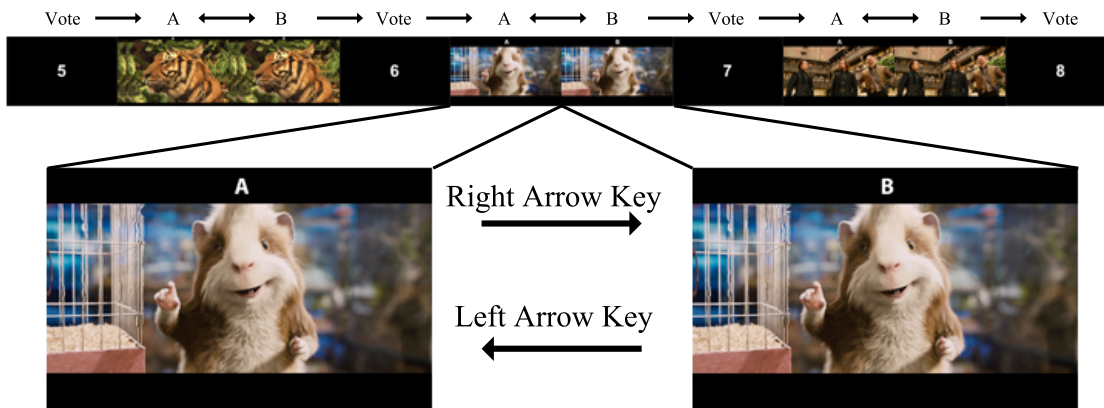 Vote A B Vote A B Vote A B Vote
5 A B 6 A B 7 A B 8
A B
Right Arrow Key
Left Arrow Key